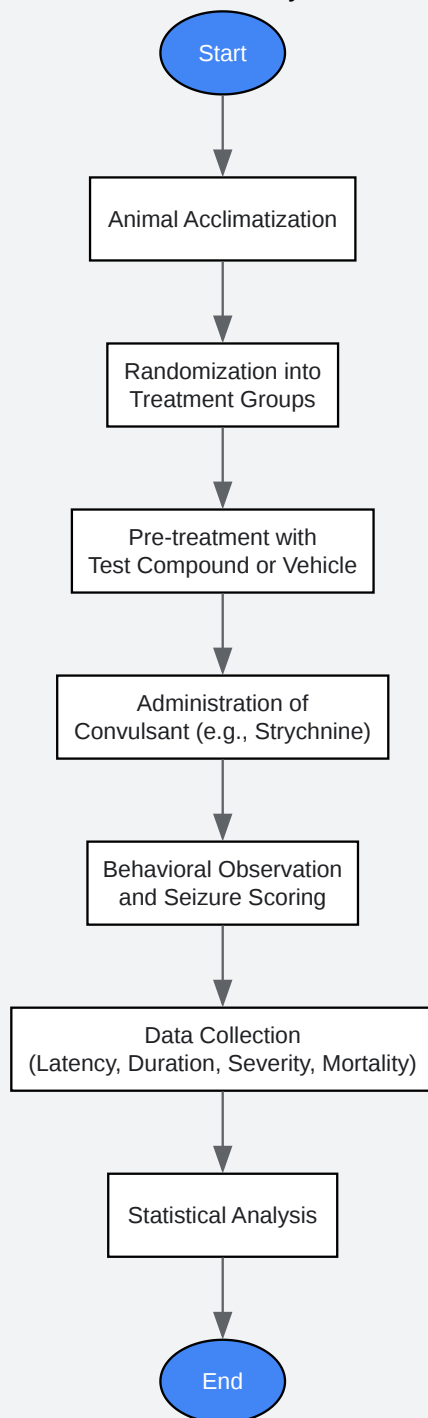 Start
Animal Acclimatization
Randomization into
Treatment Groups
Pre-treatment with
Test Compound or Vehicle
Administration of
Convulsant (e.g., Strychnine)
Behavioral Observation
and Seizure Scoring
Data Collection
(Latency, Duration, Severity, Mortality)
Statistical Analysis
End